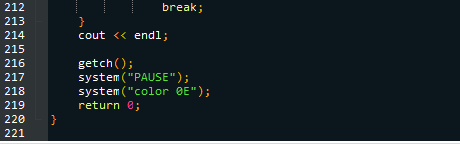 212 break;
213 }
214 cout << endl;
215
216 getch();
217 system("PAUSE");
218 system("color 0E");
219 return 0;
220 }
221